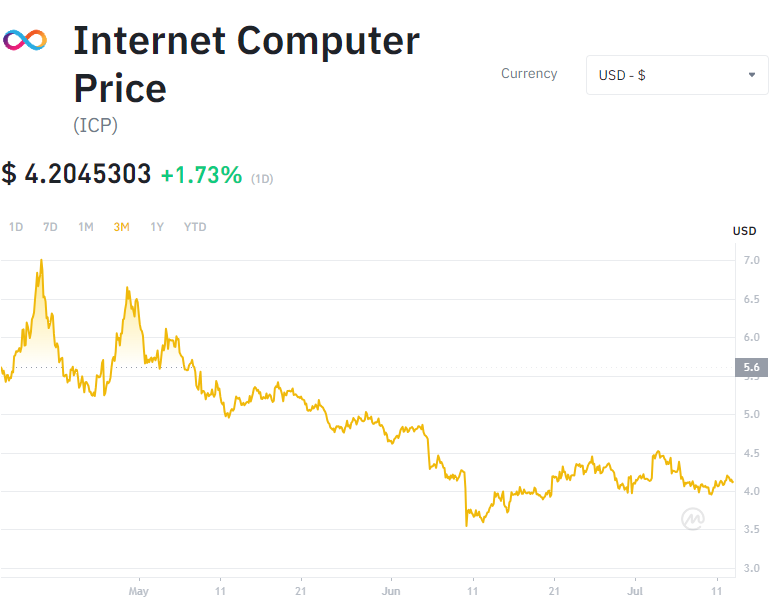 Internet Computer
Price
(ICP)
Currency
USD - $
$ 4.2045303 +1.73% (1D)
1D 7D 1M 3M 1Y YTD
USD
7.0
6.5
6.0
5.6
5.5
5.0
4.5
4.0
3.5
3.0
May 11 21 Jun 11 21 Jul 11